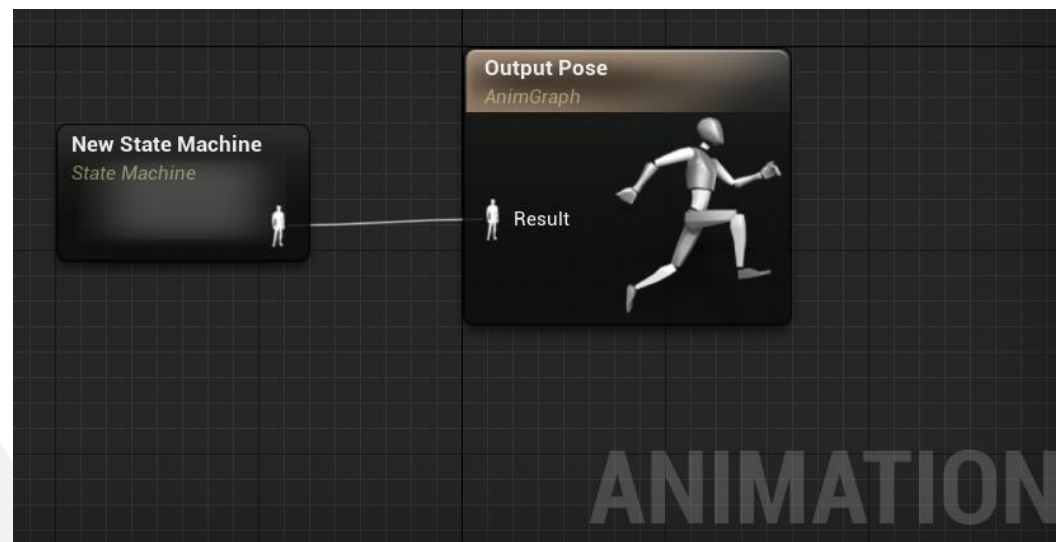 New State Machine
State Machine
Output Pose
AnimGraph
Result
ANIMATION